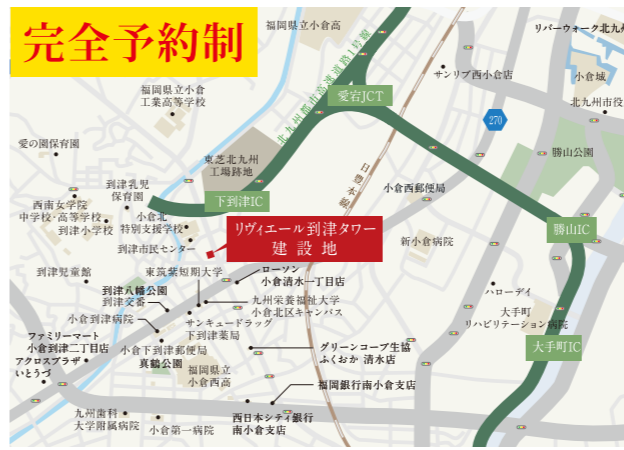 完全予約制
福岡県立小倉高
リバーウォーク北九州
北九州都市高速道路1号線
サンリブ西小倉店
小倉城
愛宕JCT
北九州市役
福岡県立小倉
工業高等学校
270
愛の園保育園
東芝北九州
工場跡地
日豊本線
勝山公園
到津乳児
保育園
小倉西郵便局
西南女学院
中学校・高等学校
下到津IC
小倉北
特別支援学校
到津小学校
リヴィエール到津タワー
建設地
勝山IC
到津市民センター
新小倉病院
到津児童館
東筑紫短期大学
ローソン
小倉清水一丁目店
ハローデイ
到津八幡公園
到津交番
九州栄養福祉大学
小倉北区キャンパス
大手町
リハビリテーション病院
小倉到津病院
サンキュードラッグ
下到津薬局
ファミリーマート
小倉到津二丁目店
小倉下到津郵便局
グリーンコープ生協
ふくおか 清水店
大手町IC
アクロスプラザ
いとうづ
真鶴公園
福岡県立
小倉西高
福岡銀行南小倉支店
九州歯科
大学附属病院
小倉第一病院
西日本シティ銀行
南小倉支店